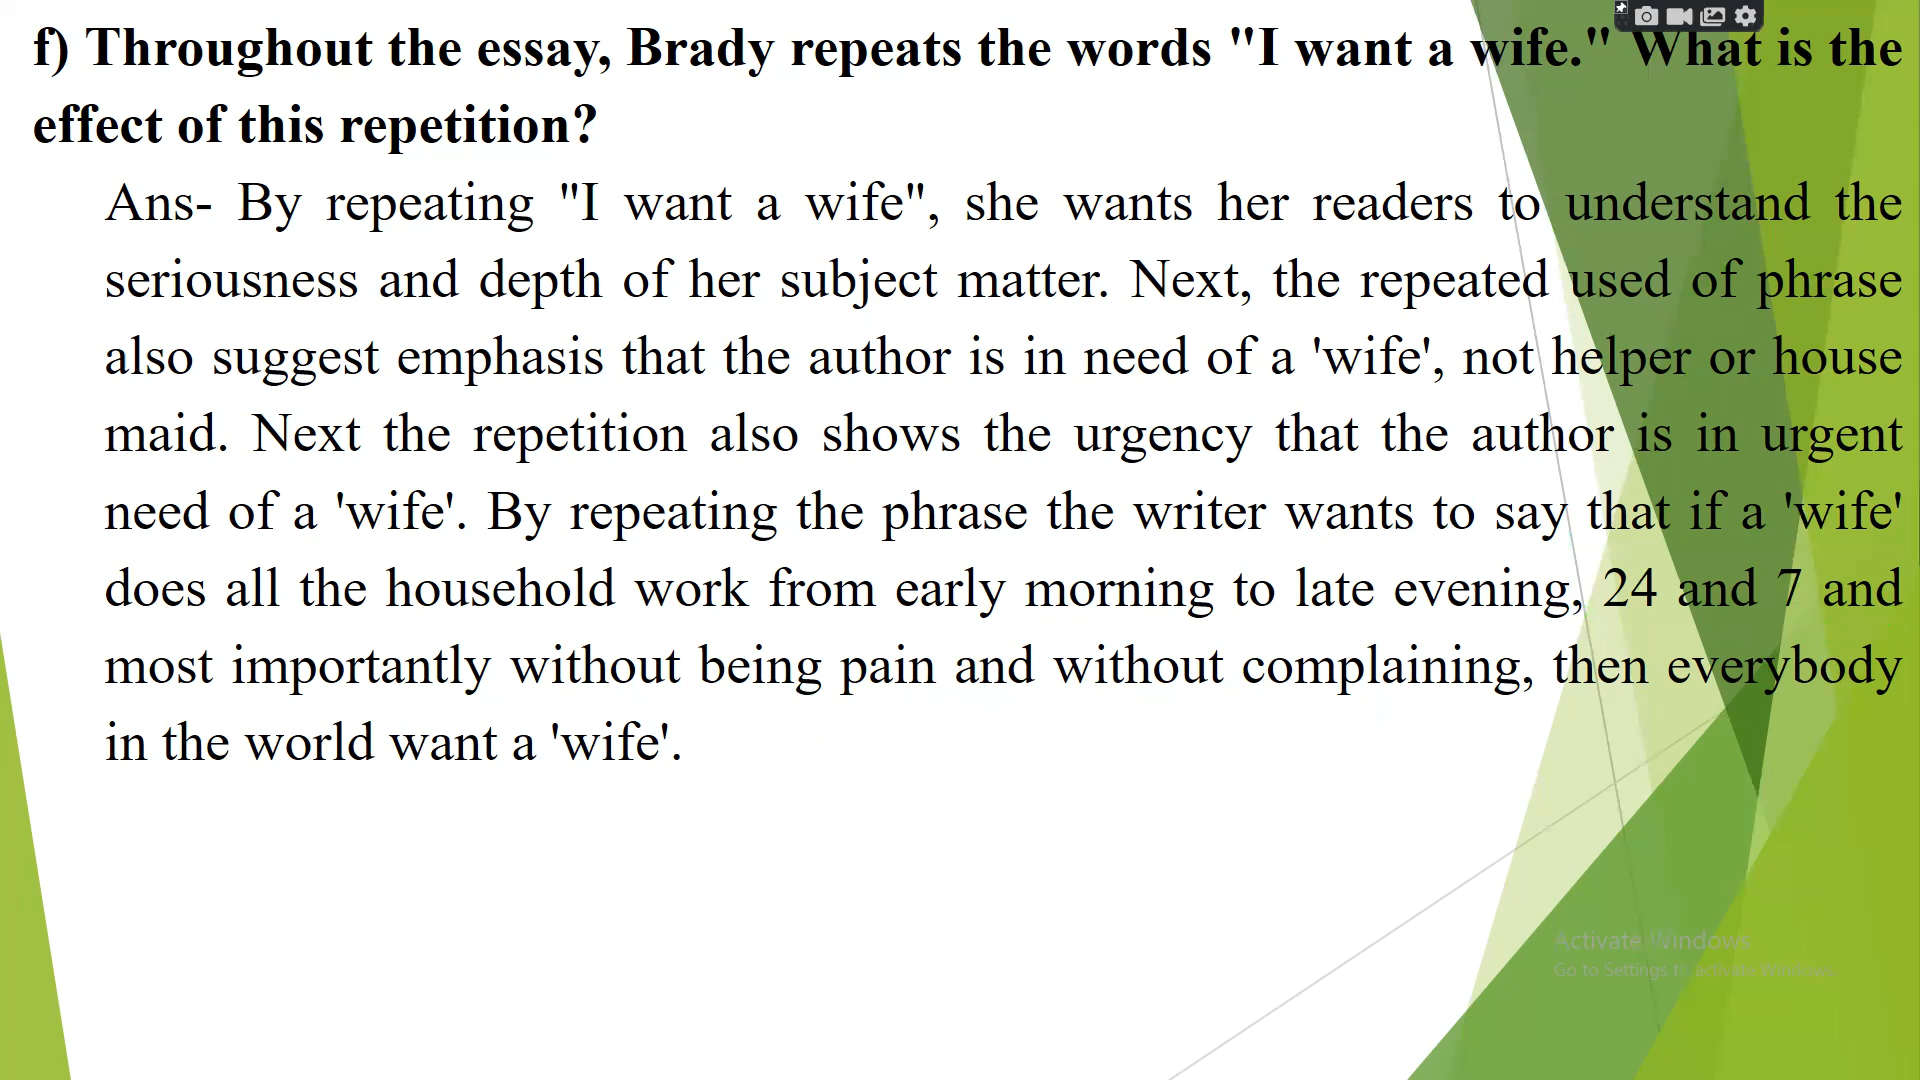 f) Throughout the essay, Brady repeats the words "I want a wife." What is the
effect of this repetition?
Ans- By repeating "I want a wife", she wants her readers to understand the
seriousness and depth of her subject matter. Next, the repeated used of phrase
also suggest emphasis that the author is in need of a 'wife', not helper or house
maid. Next the repetition also shows the urgency that the author is in urgent
need of a 'wife'. By repeating the phrase the writer wants to say that if a 'wife'
does all the household work from early morning to late evening, 24 and 7 and
most importantly without being pain and without complaining, then everybody
in the world want a 'wife'.
Activate Windows
Go to Settings to activate Windows.